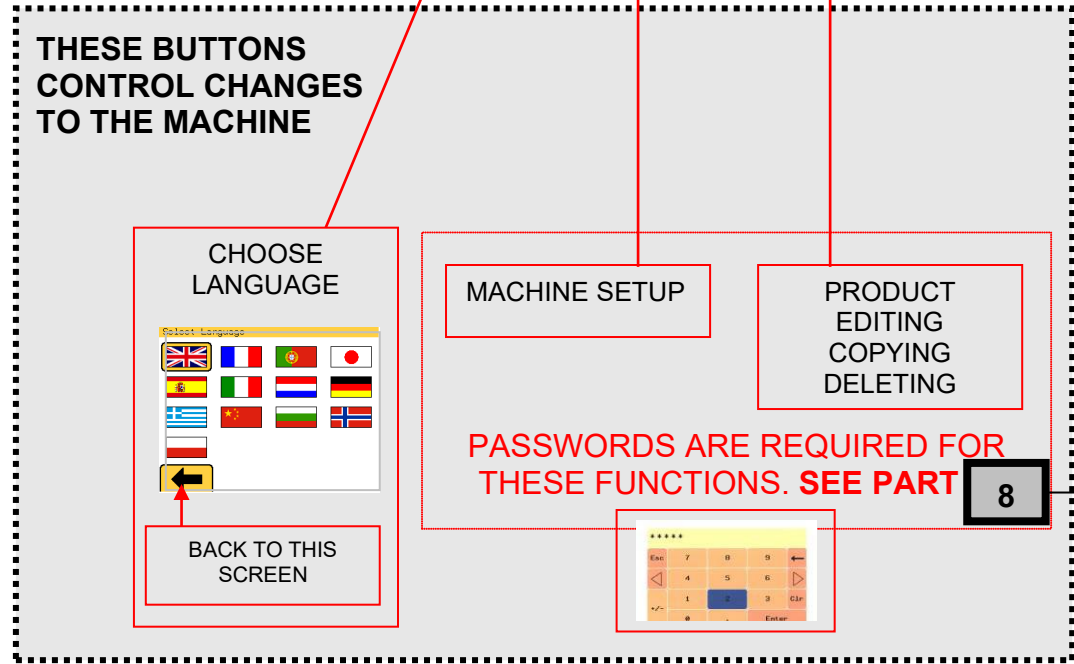 THESE BUTTONS
CONTROL CHANGES
TO THE MACHINE
CHOOSE
LANGUAGE
Select Language
BACK TO THIS
SCREEN
MACHINE SETUP
PRODUCT
EDITING
COPYING
DELETING
PASSWORDS ARE REQUIRED FOR
THESE FUNCTIONS. SEE PART 8
*****
Esc 7 8 9 ←
◁ 4 5 6 ▷
+/- 1 2 3 Clr
0 . Enter